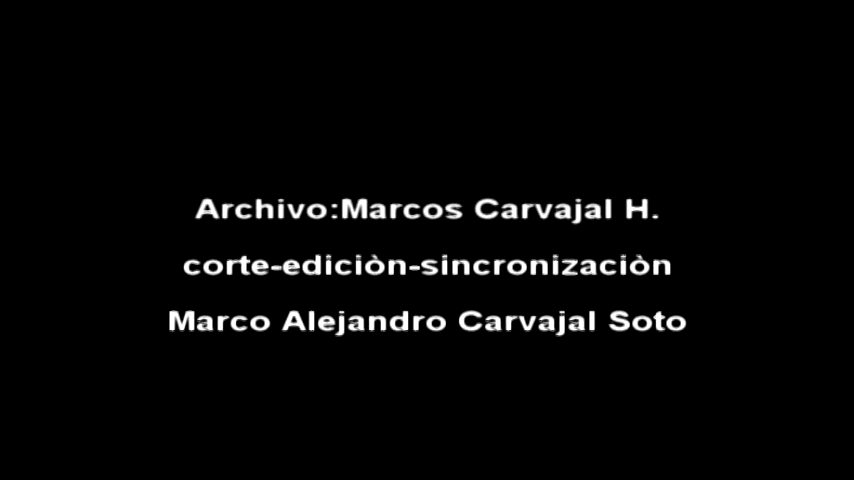 Archivo:Marcos Carvajal H.
corte-ediciòn-sincronizaciòn
Marco Alejandro Carvajal Soto